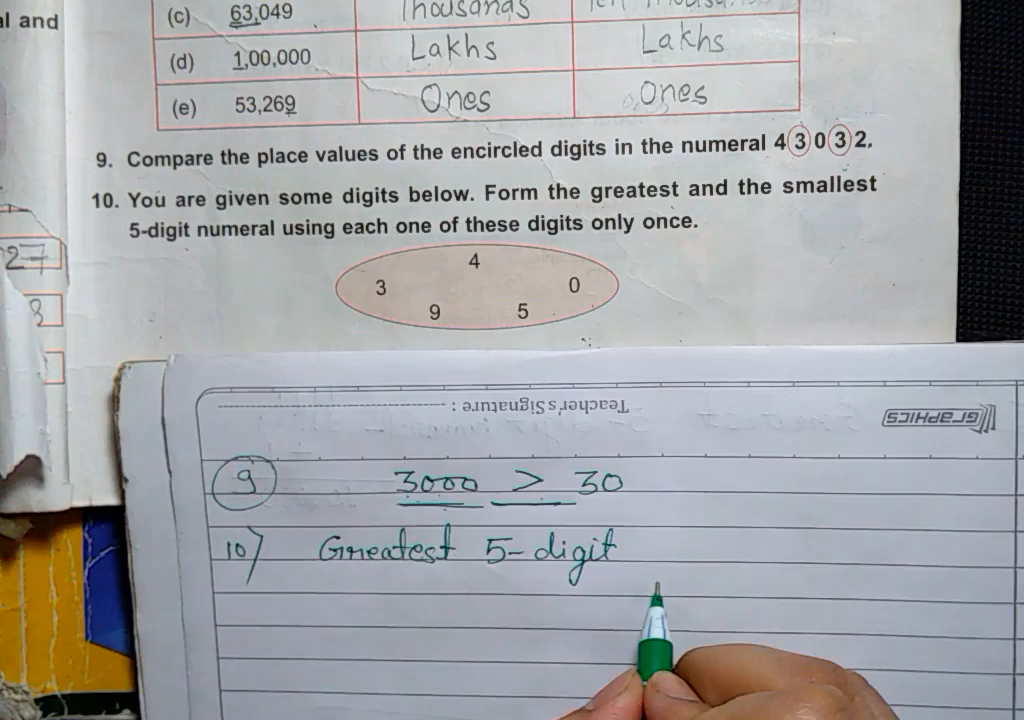 al and
(c) 63,049 Thousands
(d) 1,00,000 Lakhs Lakhs
(e) 53,269 Ones Ones
9. Compare the place values of the encircled digits in the numeral 43032.
10. You are given some digits below. Form the greatest and the smallest
5-digit numeral using each one of these digits only once.
27
4
3 0
9 5
8
Teacher's Signature :
GRAPHICS
9 3000 > 30
10) Greatest 5-digit